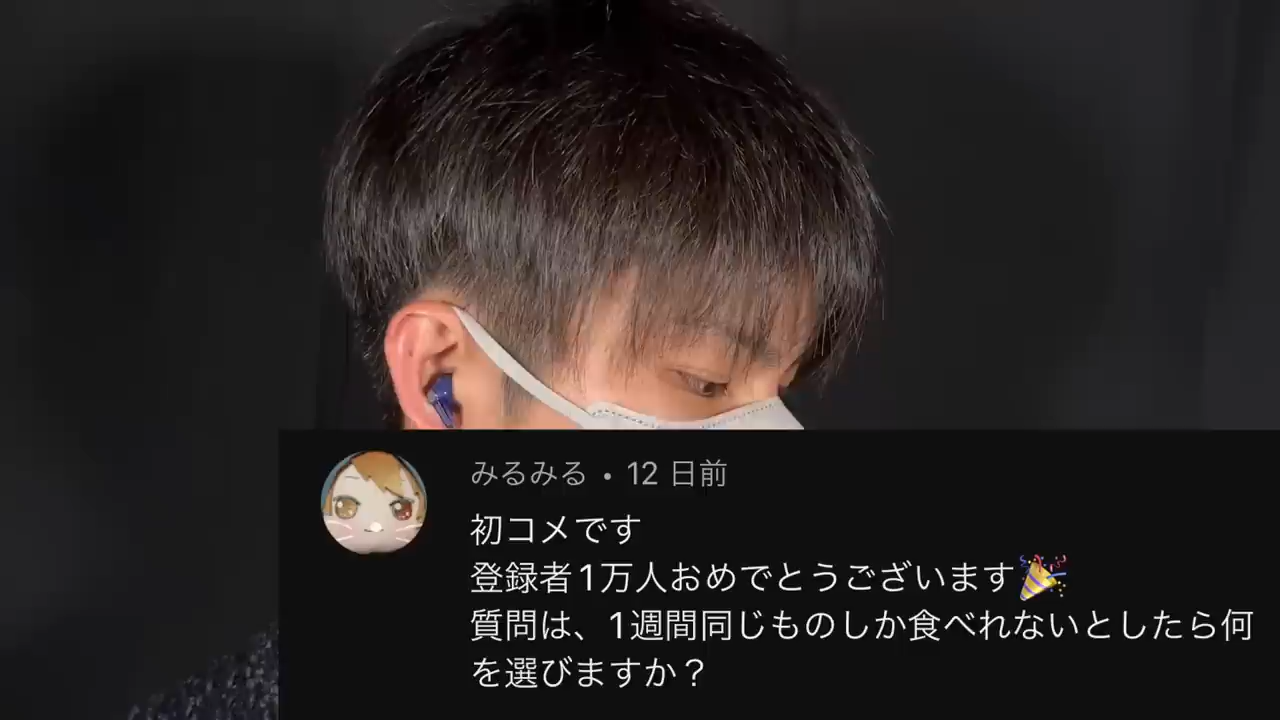 みるみる • 12 日前
初コメです
登録者1万人おめでとうございます🎉
質問は、1週間同じものしか食べれないとしたら何
を選びますか？